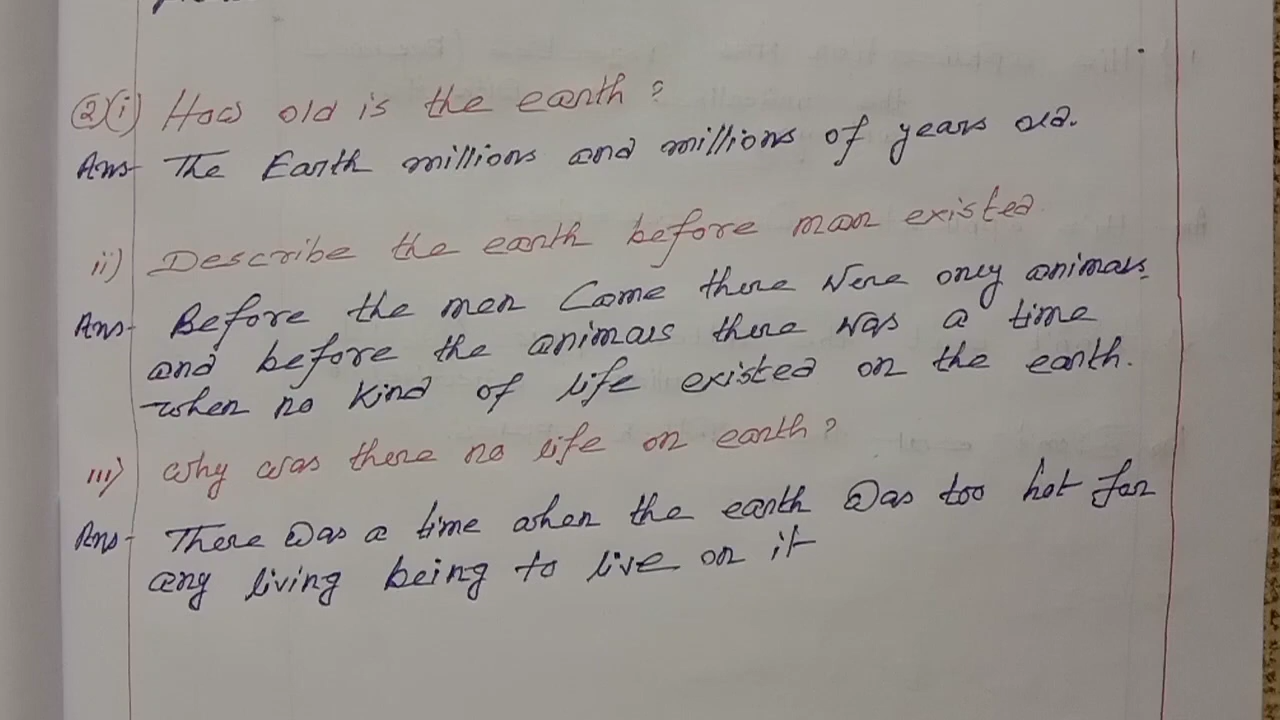 ②(i) How old is the earth?
Ans- The Earth millions and millions of years old.
ii) Describe the earth before man existed
Ans- Before the men Came there were only animals.
and before the animals there was a time
when no kind of life existed on the earth.
iii) Why was there no life on earth?
Ans- There was a time when the earth was too hot for
any living being to live on it